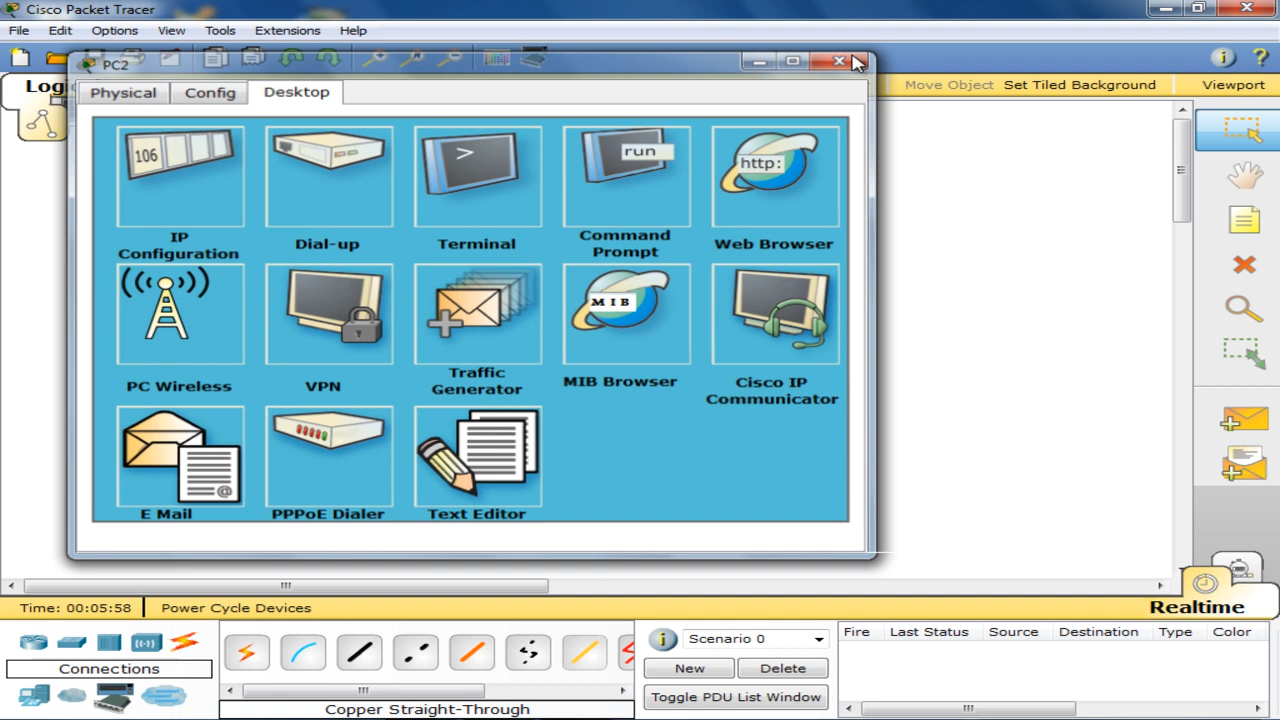 Cisco Packet Tracer
File Edit Options View Tools Extensions Help
PC2
Physical Config Desktop
Move Object Set Tiled Background Viewport
106
>
run
http:
IP Configuration
Dial-up
Terminal
Command Prompt
Web Browser
MIB
PC Wireless
VPN
Traffic Generator
MIB Browser
Cisco IP Communicator
@
E Mail
PPPoE Dialer
Text Editor
Time: 00:05:58 Power Cycle Devices
Realtime
Connections
Copper Straight-Through
Scenario 0
New Delete
Toggle PDU List Window
Fire Last Status Source Destination Type Color